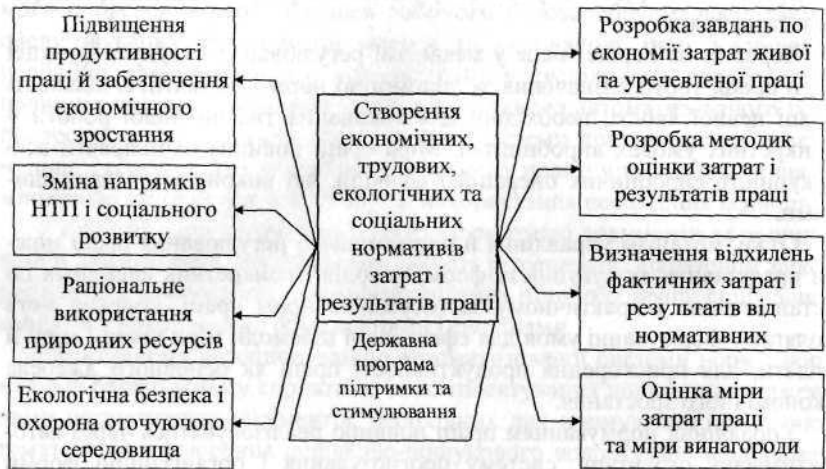 Підвищення
продуктивності
праці й забезпечення
економічного
зростання
Зміна напрямків
НТП і соціального
розвитку
Раціональне
використання
природних ресурсів
Екологічна безпека і
охорона оточуючого
середовища
Створення
економічних,
трудових,
екологічних та
соціальних
нормативів
затрат і
результатів праці
Державна
програма
підтримки та
стимулювання
Розробка завдань по
економії затрат живої
та уречевленої праці
Розробка методик
оцінки затрат і
результатів праці
Визначення відхилень
фактичних затрат і
результатів від
нормативних
Оцінка міри
затрат праці
та міри винагороди